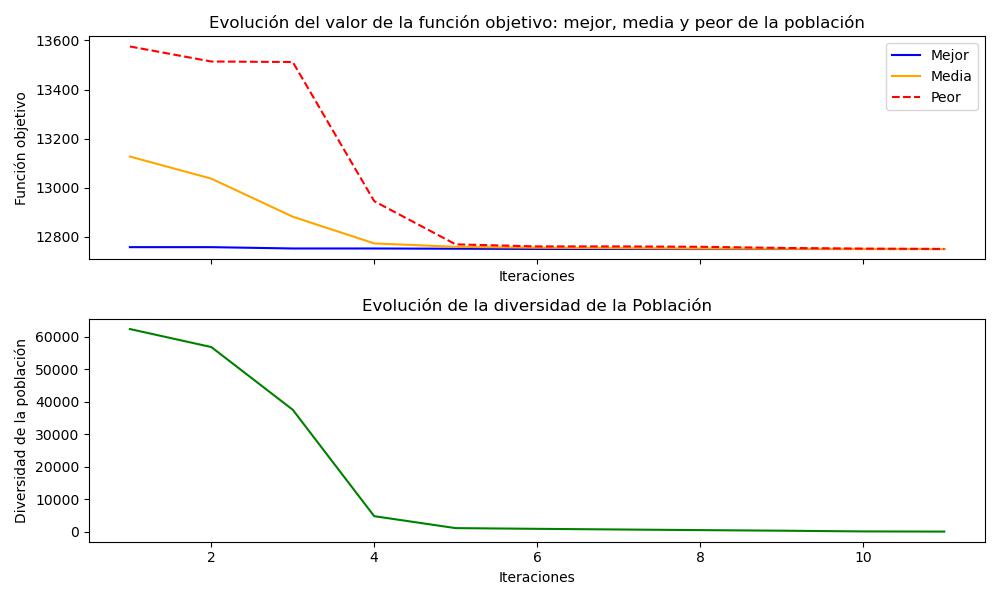 Evolución del valor de la función objetivo: mejor, media y peor de la población
13600
13400
13200
13000
12800
Función objetivo
Mejor
Media
Peor
Iteraciones
Evolución de la diversidad de la Población
60000
50000
40000
30000
20000
10000
0
Diversidad de la población
2
4
6
8
10
Iteraciones